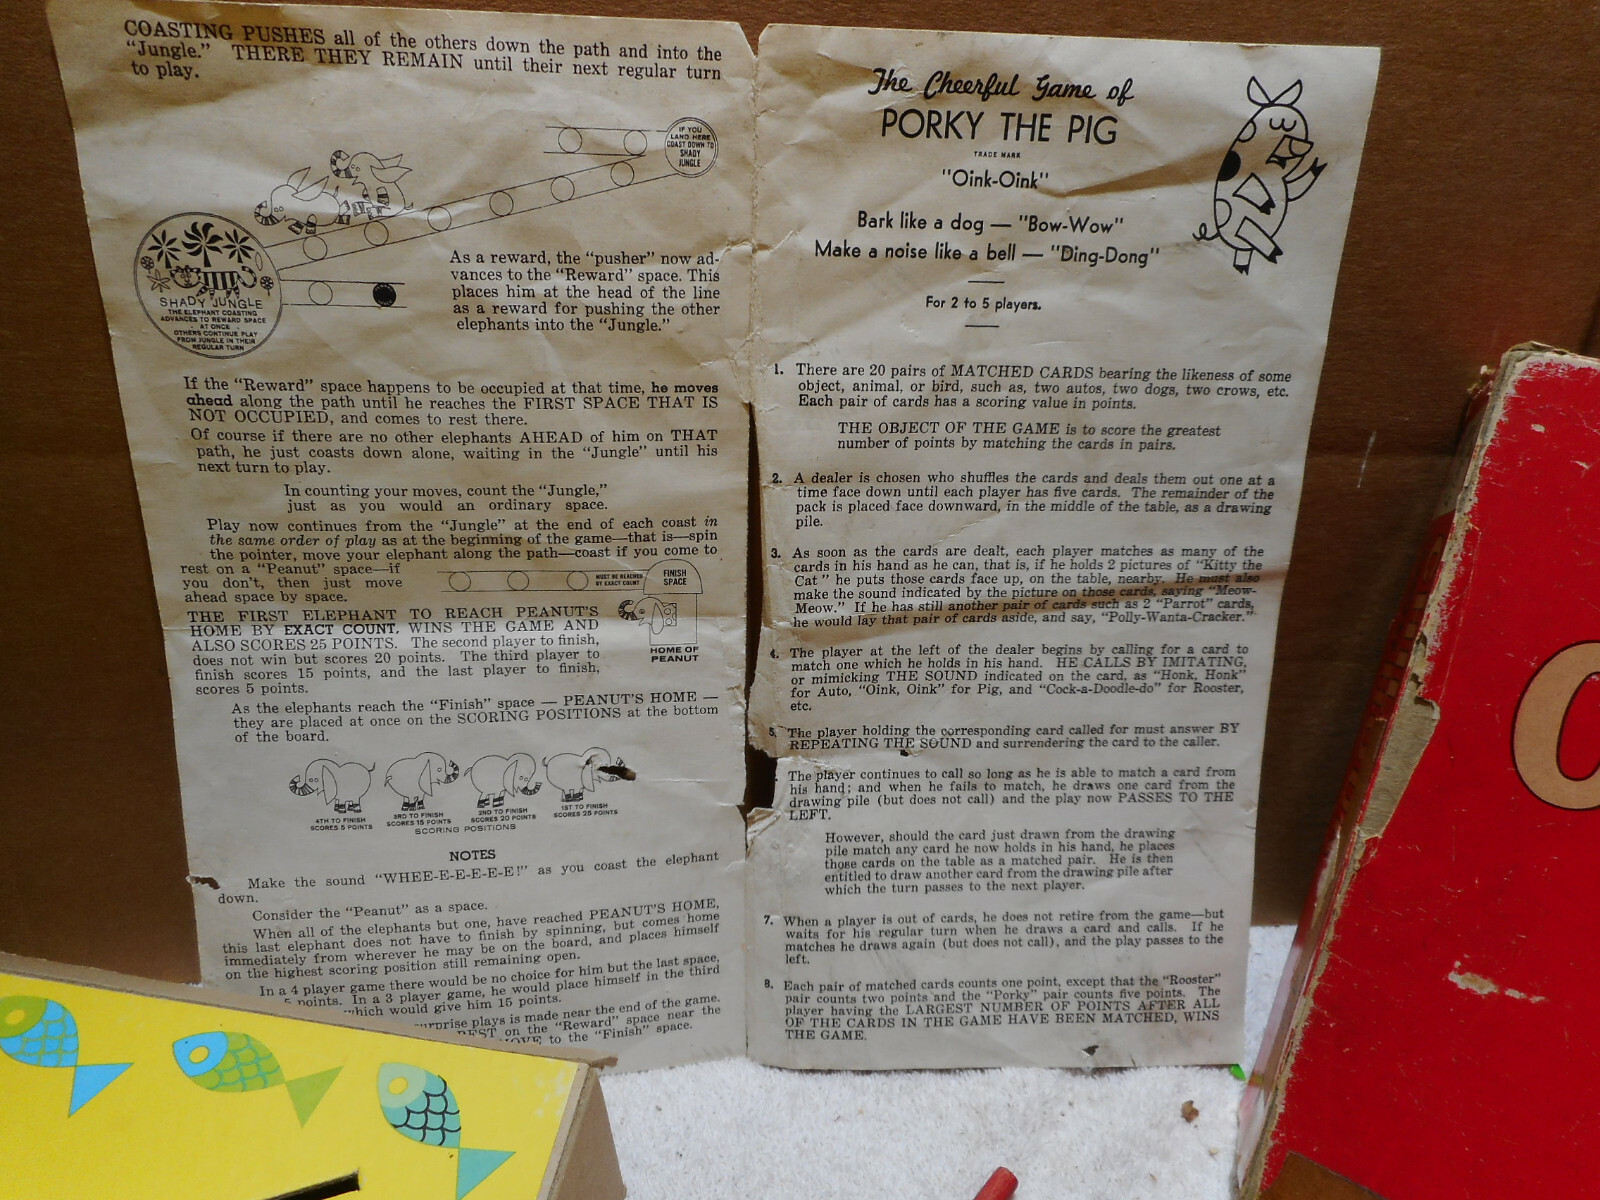 COASTING PUSHES all of the others down the path and into the
"Jungle." THERE THEY REMAIN until their next regular turn
to play.
IF YOU
LAND HERE
COAST DOWN TO
SHADY
JUNGLE
SHADY JUNGLE
THE ELEPHANT COASTING
ADVANCES TO REWARD SPACE
AT ONCE
OTHERS CONTINUE PLAY
FROM JUNGLE IN THEIR
REGULAR TURN
As a reward, the "pusher" now ad-
vances to the "Reward" space. This
places him at the head of the line
as a reward for pushing the other
elephants into the "Jungle."
If the "Reward" space happens to be occupied at that time, he moves
ahead along the path until he reaches the FIRST SPACE THAT IS
NOT OCCUPIED, and comes to rest there.
Of course if there are no other elephants AHEAD of him on THAT
path, he just coasts down alone, waiting in the "Jungle" until his
next turn to play.
In counting your moves, count the "Jungle,"
just as you would an ordinary space.
Play now continues from the "Jungle" at the end of each coast in
the same order of play as at the beginning of the game—that is—spin
the pointer, move your elephant along the path—coast if you come to
rest on a "Peanut" space—if
you don't, then just move
ahead space by space.
MUST BE REACHED
BY EXACT COUNT
FINISH
SPACE
HOME OF
PEANUT
THE FIRST ELEPHANT TO REACH PEANUT'S
HOME BY EXACT COUNT, WINS THE GAME AND
ALSO SCORES 25 POINTS. The second player to finish,
does not win but scores 20 points. The third player to
finish scores 15 points, and the last player to finish,
scores 5 points.
As the elephants reach the "Finish" space — PEANUT'S HOME —
they are placed at once on the SCORING POSITIONS at the bottom
of the board.
4TH TO FINISH
SCORES 5 POINTS
3RD TO FINISH
SCORES 15 POINTS
2ND TO FINISH
SCORES 20 POINTS
1ST TO FINISH
SCORES 25 POINTS
SCORING POSITIONS
NOTES
Make the sound "WHEE-E-E-E-E-E!" as you coast the elephant
down.
Consider the "Peanut" as a space.
When all of the elephants but one, have reached PEANUT'S HOME,
this last elephant does not have to finish by spinning, but comes home
immediately from wherever he may be on the board, and places himself
on the highest scoring position still remaining open.
In a 4 player game there would be no choice for him but the last space,
5 points. In a 3 player game, he would place himself in the third
which would give him 15 points.
surprise plays is made near the end of the game.
REST on the "Reward" space near the
MOVE to the "Finish" space.
The Cheerful Game of
PORKY THE PIG
TRADE MARK
"Oink-Oink"
Bark like a dog — "Bow-Wow"
Make a noise like a bell — "Ding-Dong"
For 2 to 5 players.
1. There are 20 pairs of MATCHED CARDS bearing the likeness of some
object, animal, or bird, such as, two autos, two dogs, two crows, etc.
Each pair of cards has a scoring value in points.
THE OBJECT OF THE GAME is to score the greatest
number of points by matching the cards in pairs.
2. A dealer is chosen who shuffles the cards and deals them out one at a
time face down until each player has five cards. The remainder of the
pack is placed face downward, in the middle of the table, as a drawing
pile.
3. As soon as the cards are dealt, each player matches as many of the
cards in his hand as he can, that is, if he holds 2 pictures of "Kitty the
Cat" he puts those cards face up, on the table, nearby. He must also
make the sound indicated by the picture on those cards, saying "Meow-
Meow." If he has still another pair of cards such as 2 "Parrot" cards,
he would lay that pair of cards aside, and say, "Polly-Wanta-Cracker."
4. The player at the left of the dealer begins by calling for a card to
match one which he holds in his hand. HE CALLS BY IMITATING,
or mimicking THE SOUND indicated on the card, as "Honk, Honk"
for Auto, "Oink, Oink" for Pig, and "Cock-a-Doodle-do" for Rooster,
etc.
5. The player holding the corresponding card called for must answer BY
REPEATING THE SOUND and surrendering the card to the caller.
The player continues to call so long as he is able to match a card from
his hand; and when he fails to match, he draws one card from the
drawing pile (but does not call) and the play now PASSES TO THE
LEFT.
However, should the card just drawn from the drawing
pile match any card he now holds in his hand, he places
those cards on the table as a matched pair. He is then
entitled to draw another card from the drawing pile after
which the turn passes to the next player.
7. When a player is out of cards, he does not retire from the game—but
waits for his regular turn when he draws a card and calls. If he
matches he draws again (but does not call), and the play passes to the
left.
8. Each pair of matched cards counts one point, except that the "Rooster"
pair counts two points and the "Porky" pair counts five points. The
player having the LARGEST NUMBER OF POINTS AFTER ALL
OF THE CARDS IN THE GAME HAVE BEEN MATCHED, WINS
THE GAME.